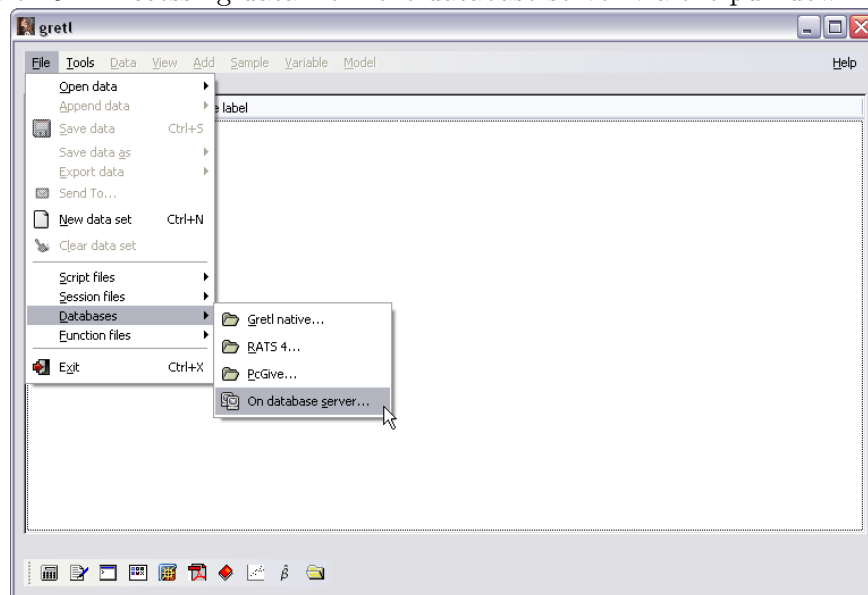 gretl
File Tools Data View Add Sample Variable Model Help
Open data
Append data
label
Save data Ctrl+S
Save data as
Export data
Send To...
New data set Ctrl+N
Clear data set
Script files
Session files
Databases
Function files
Exit Ctrl+X
Gretl native...
RATS 4...
PcGive...
On database server...
β̂